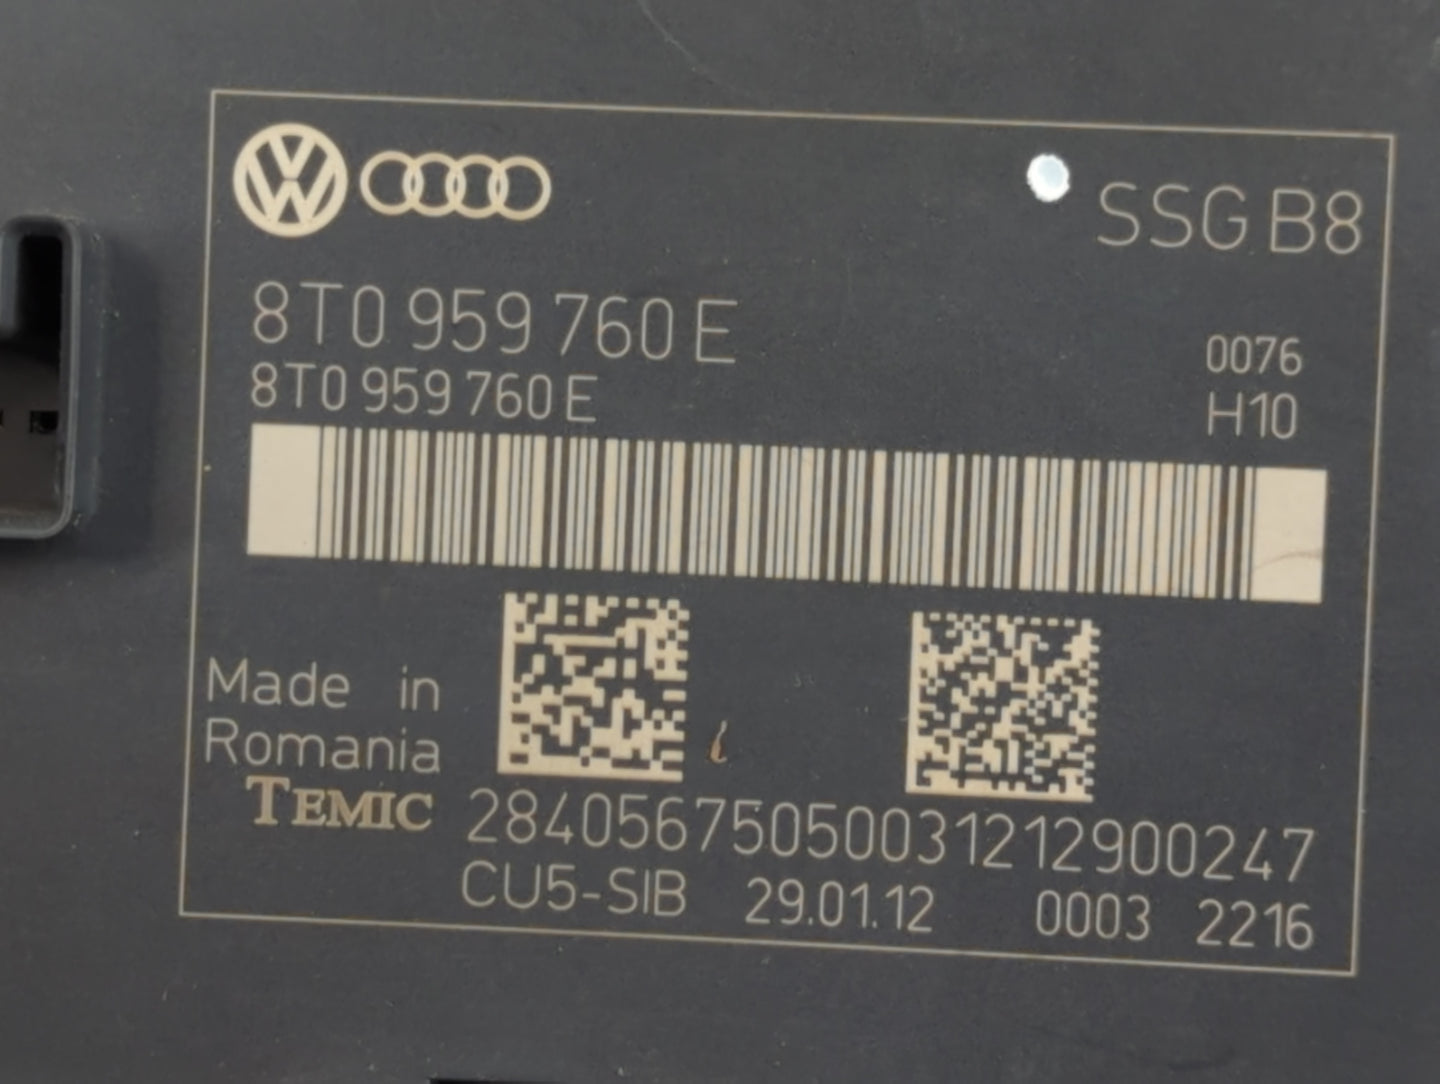 SSG B8
8T0 959 760 E
0076
8T0 959 760 E
H10
Made in
Romania
TEMIC 28405675050031212900247
CU5-SIB 29.01.12 0003 2216